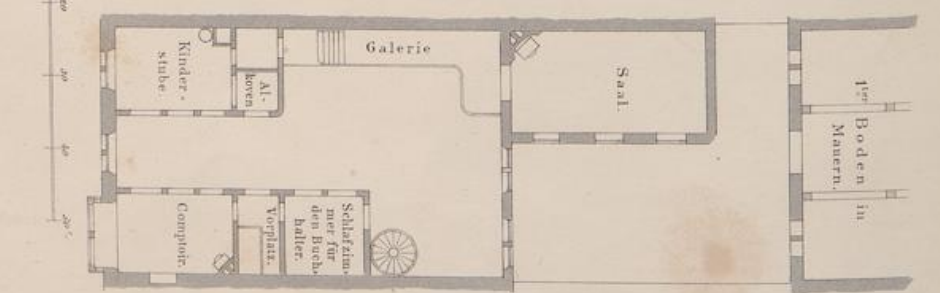 Kinder-
stube.
Al-
koven
Galerie
Saal.
1ter Boden in
Mauern.
Comptoir.
Vorplatz.
Schlafzim-
mer für
den Buch-
halter.